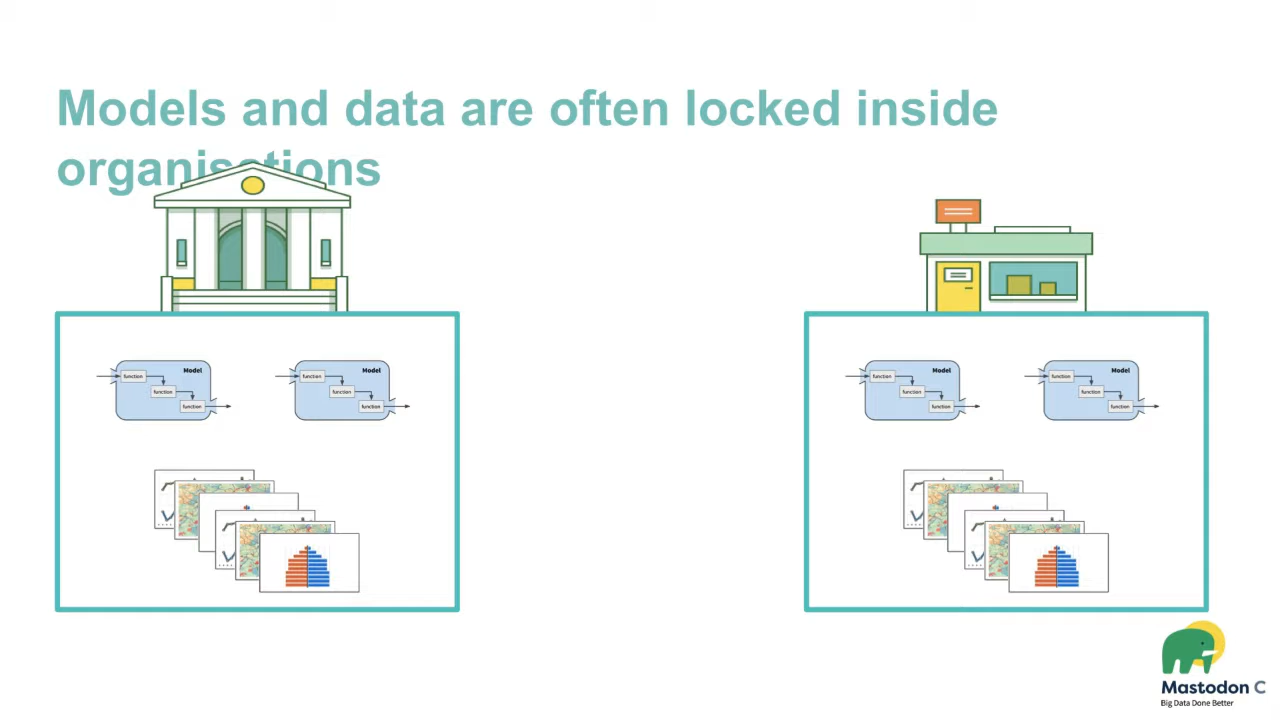 Models and data are often locked inside
organisations
Model
function
function
function
Model
function
function
function
Model
function
function
function
Model
function
function
function
Mastodon C
Big Data Done Better